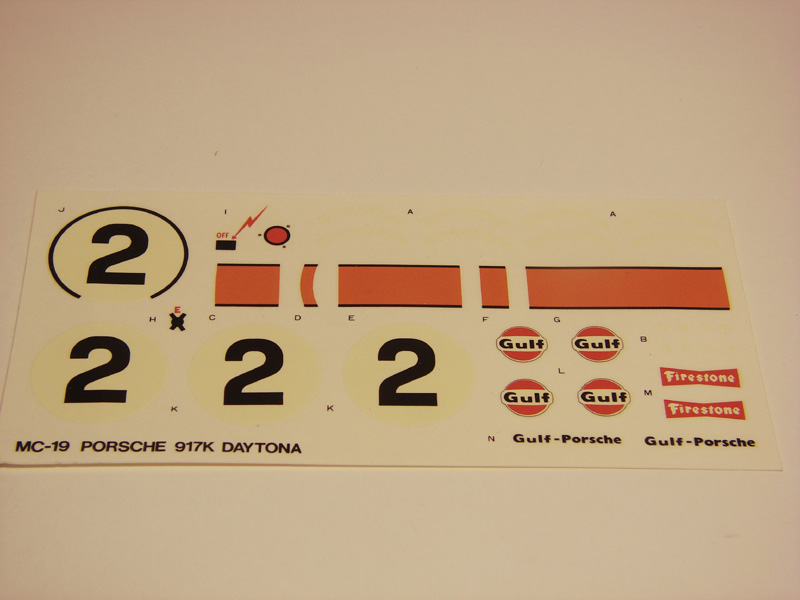 J I A A
2 OFF
H E C D E F G
2 2 2 Gulf Gulf B
L Firestone
Gulf Gulf M
K K Firestone
MC-19 PORSCHE 917K DAYTONA N Gulf-Porsche Gulf-Porsche